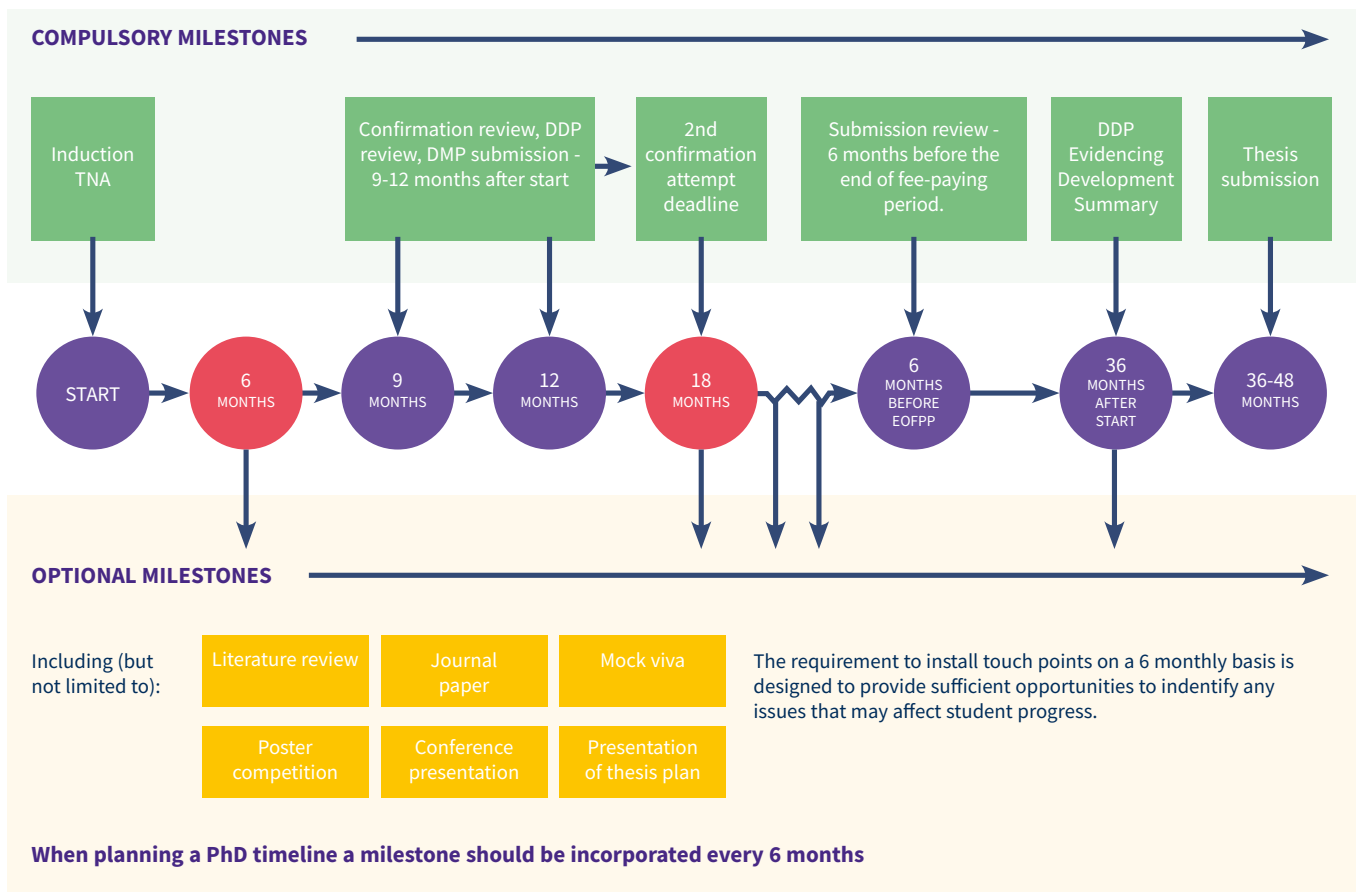 COMPULSORY MILESTONES
Induction
TNA
Confirmation review, DDP
review, DMP submission -
9-12 months after start
2nd
confirmation
attempt
deadline
Submission review -
6 months before the
end of fee-paying
period.
DDP
Evidencing
Development
Summary
Thesis
submission
START
6
MONTHS
9
MONTHS
12
MONTHS
18
MONTHS
6
MONTHS
BEFORE
EOFPP
36
MONTHS
AFTER
START
36-48
MONTHS
OPTIONAL MILESTONES
Including (but
not limited to):
Literature review
Journal
paper
Mock viva
Poster
competition
Conference
presentation
Presentation
of thesis plan
The requirement to install touch points on a 6 monthly basis is
designed to provide sufficient opportunities to indentify any
issues that may affect student progress.
When planning a PhD timeline a milestone should be incorporated every 6 months